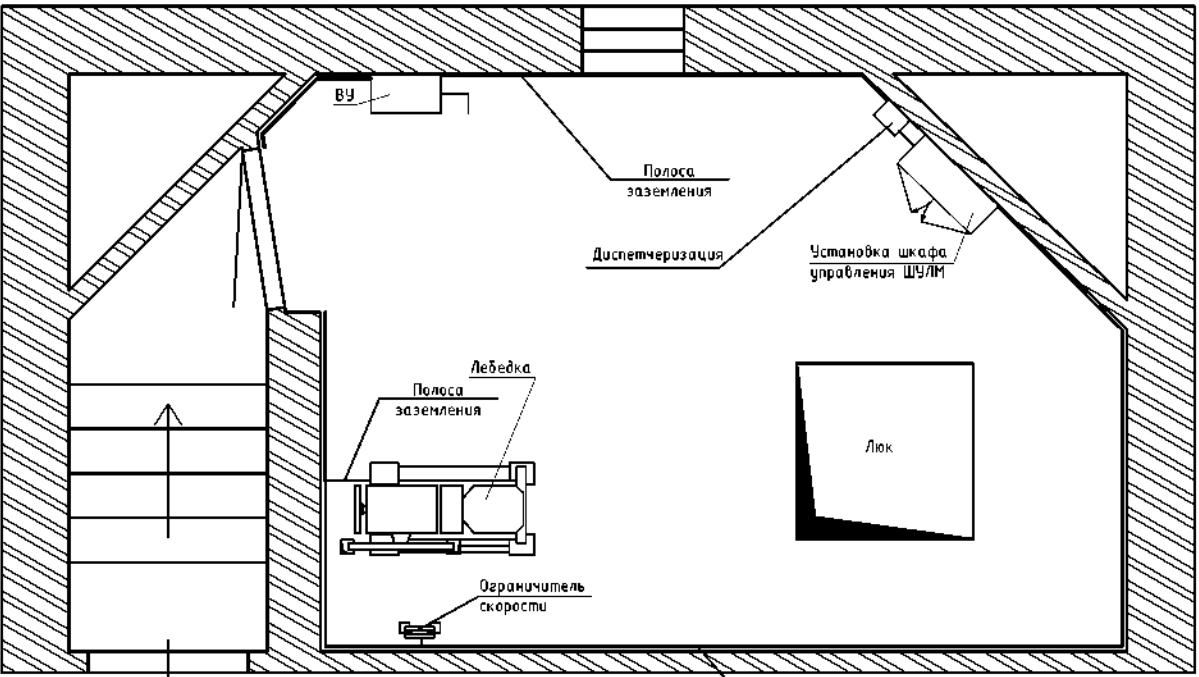 ВУ
Полоса
заземления
Диспетчеризация
Установка шкафа
управления ШУЛМ
Лебедка
Полоса
заземления
Люк
Ограничитель
скорости